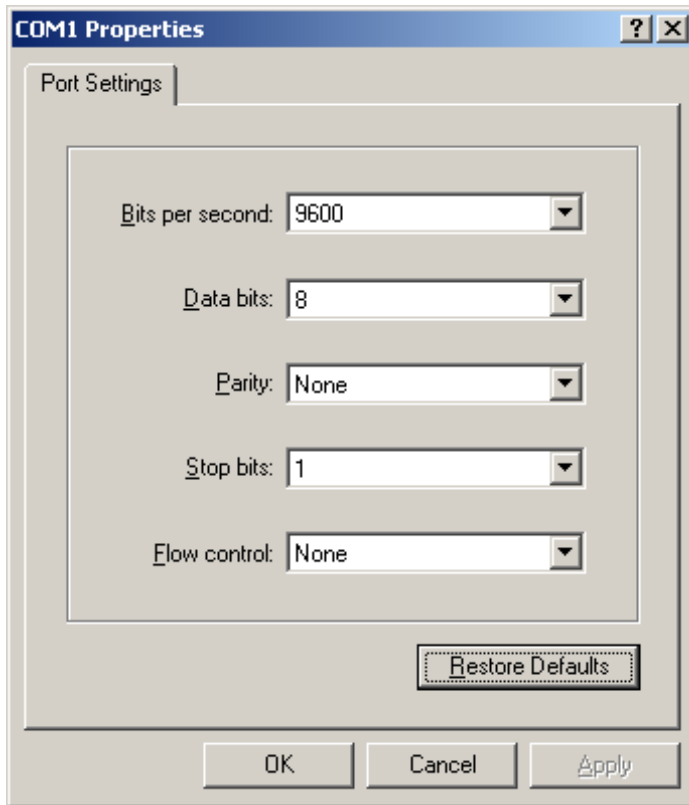 COM1 Properties
Port Settings
Bits per second: 9600
Data bits: 8
Parity: None
Stop bits: 1
Flow control: None
Restore Defaults
OK Cancel Apply